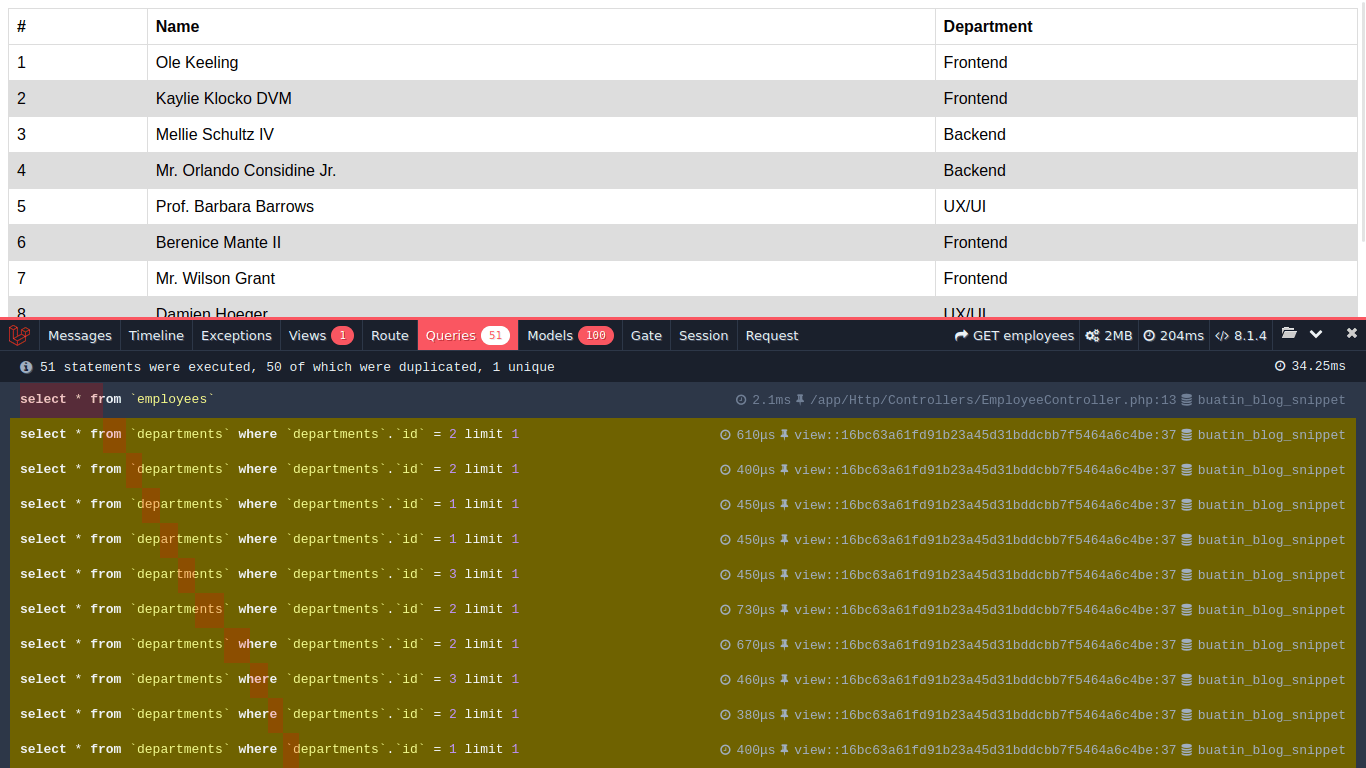 # Name Department
1 Ole Keeling Frontend
2 Kaylie Klocko DVM Frontend
3 Mellie Schultz IV Backend
4 Mr. Orlando Considine Jr. Backend
5 Prof. Barbara Barrows UX/UI
6 Berenice Mante II Frontend
7 Mr. Wilson Grant Frontend
8 Damien Hoeger UX/UI
Messages Timeline Exceptions Views 1 Route Queries 51 Models 100 Gate Session Request GET employees 2MB 204ms 8.1.4
51 statements were executed, 50 of which were duplicated, 1 unique 34.25ms
select * from `employees` 2.1ms /app/Http/Controllers/EmployeeController.php:13 buatin_blog_snippet
select * from `departments` where `departments`.`id` = 2 limit 1 610μs view::16bc63a61fd91b23a45d31bddcbb7f5464a6c4be:37 buatin_blog_snippet
select * from `departments` where `departments`.`id` = 2 limit 1 400μs view::16bc63a61fd91b23a45d31bddcbb7f5464a6c4be:37 buatin_blog_snippet
select * from `departments` where `departments`.`id` = 1 limit 1 450μs view::16bc63a61fd91b23a45d31bddcbb7f5464a6c4be:37 buatin_blog_snippet
select * from `departments` where `departments`.`id` = 1 limit 1 450μs view::16bc63a61fd91b23a45d31bddcbb7f5464a6c4be:37 buatin_blog_snippet
select * from `departments` where `departments`.`id` = 3 limit 1 450μs view::16bc63a61fd91b23a45d31bddcbb7f5464a6c4be:37 buatin_blog_snippet
select * from `departments` where `departments`.`id` = 2 limit 1 730μs view::16bc63a61fd91b23a45d31bddcbb7f5464a6c4be:37 buatin_blog_snippet
select * from `departments` where `departments`.`id` = 2 limit 1 670μs view::16bc63a61fd91b23a45d31bddcbb7f5464a6c4be:37 buatin_blog_snippet
select * from `departments` where `departments`.`id` = 3 limit 1 460μs view::16bc63a61fd91b23a45d31bddcbb7f5464a6c4be:37 buatin_blog_snippet
select * from `departments` where `departments`.`id` = 2 limit 1 380μs view::16bc63a61fd91b23a45d31bddcbb7f5464a6c4be:37 buatin_blog_snippet
select * from `departments` where `departments`.`id` = 1 limit 1 400μs view::16bc63a61fd91b23a45d31bddcbb7f5464a6c4be:37 buatin_blog_snippet